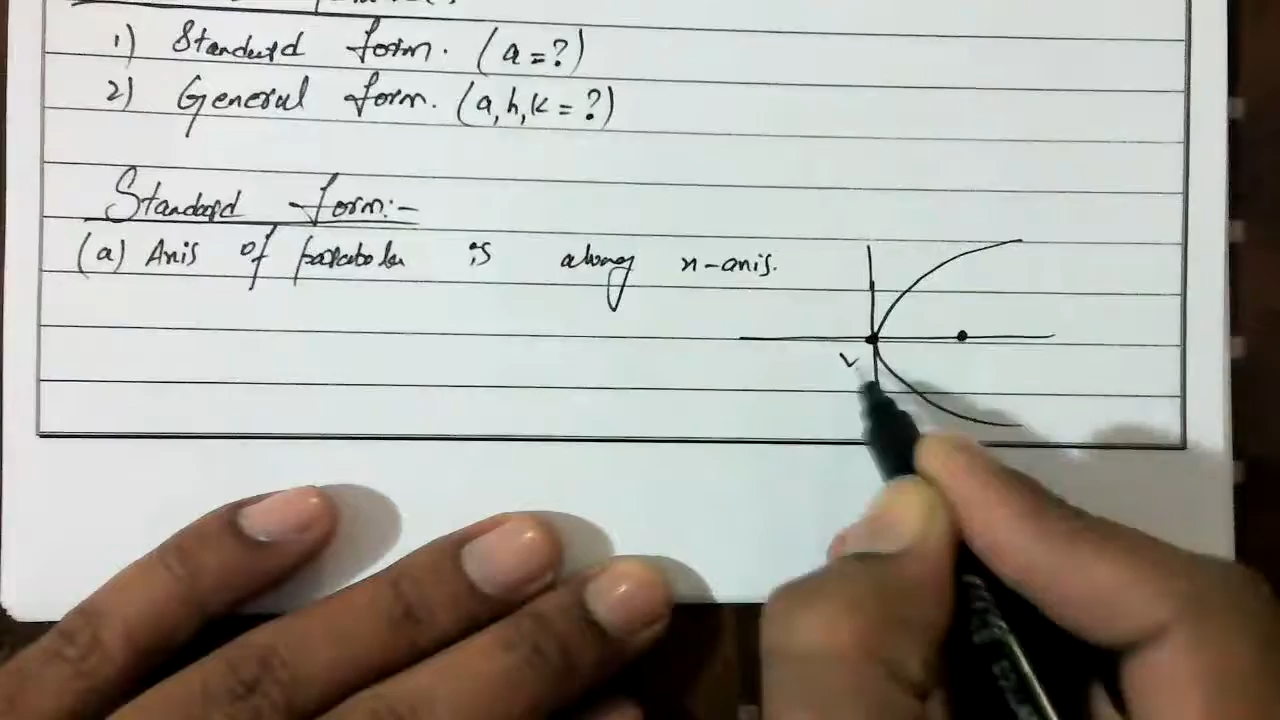 1) Standard form. (a=?)
2) General form. (a,h,k=?)
Standard form:-
(a) Axis of parabola is along x-axis.
V